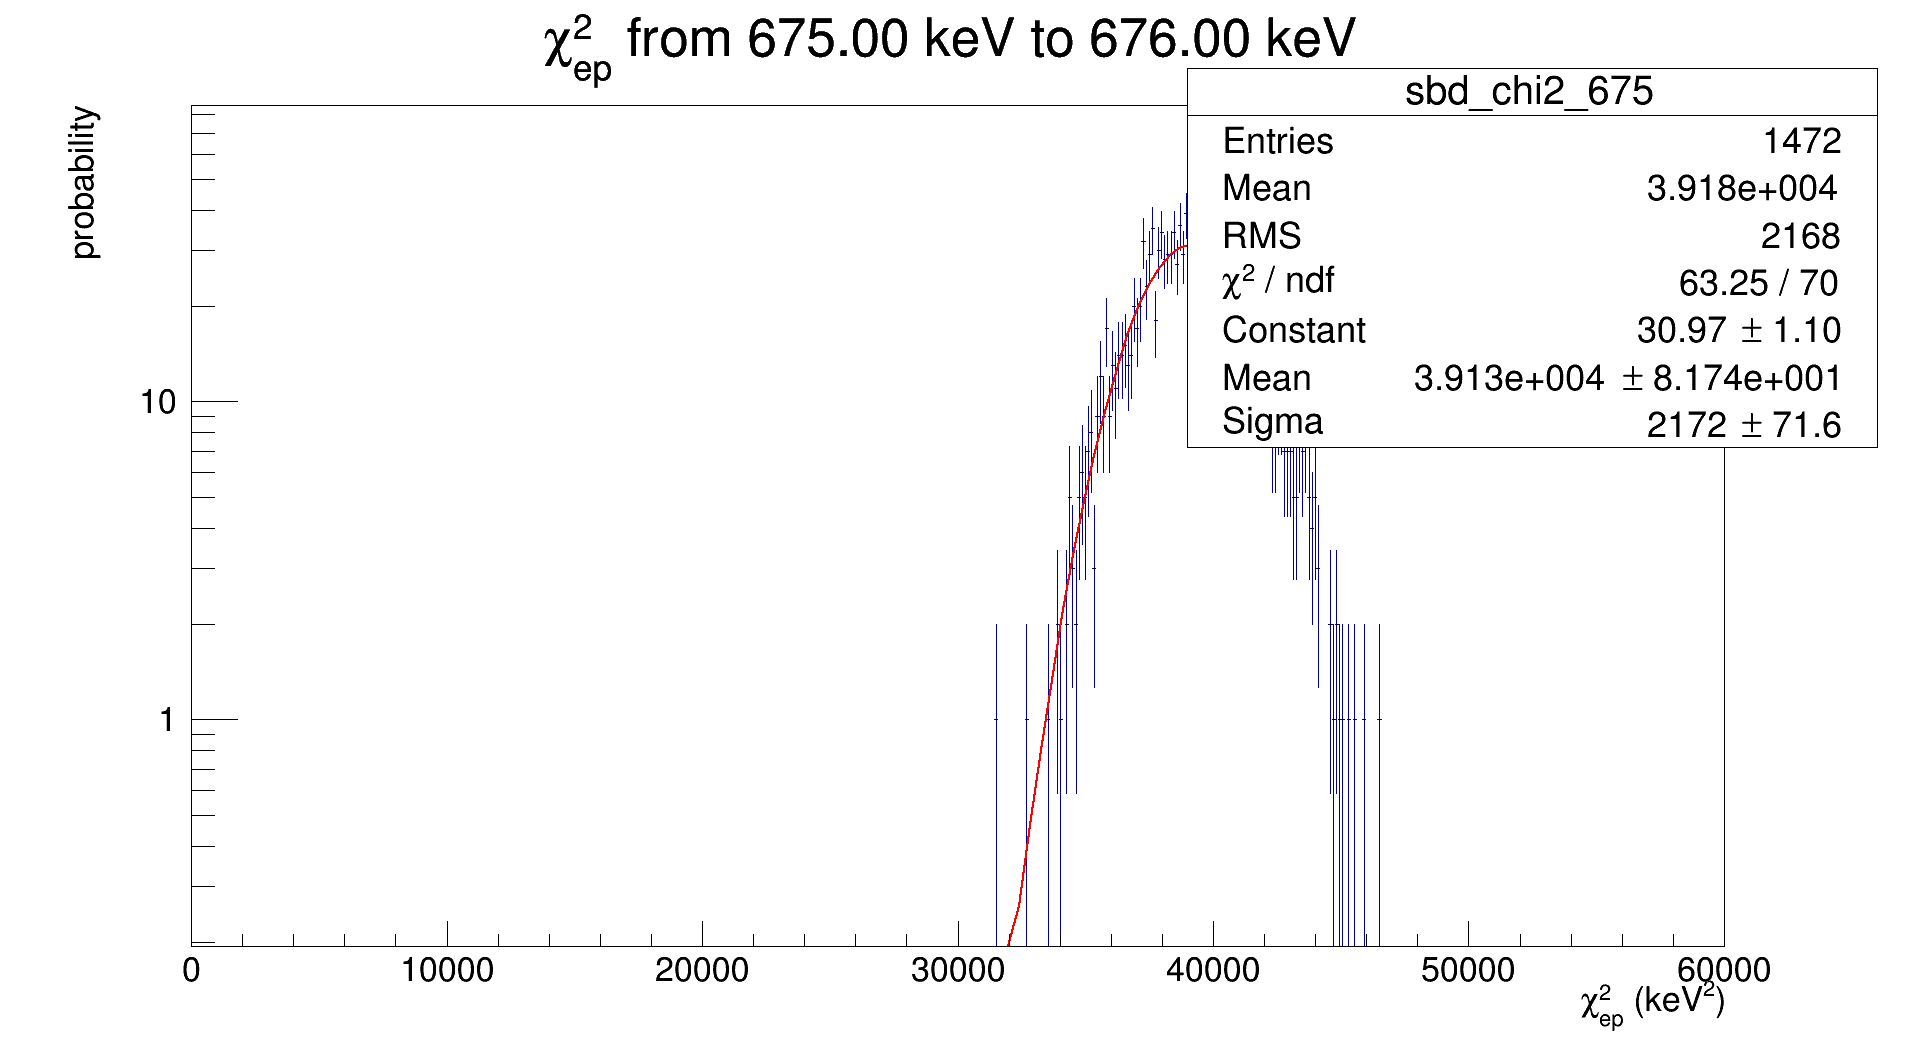 χ²ep from 675.00 keV to 676.00 keV
probability
sbd_chi2_675
Entries 1472
Mean 3.918e+004
RMS 2168
χ² / ndf 63.25 / 70
Constant 30.97 ± 1.10
Mean 3.913e+004 ± 8.174e+001
Sigma 2172 ± 71.6
10
1
0 10000 20000 30000 40000 50000 60000
χ²ep (keV²)